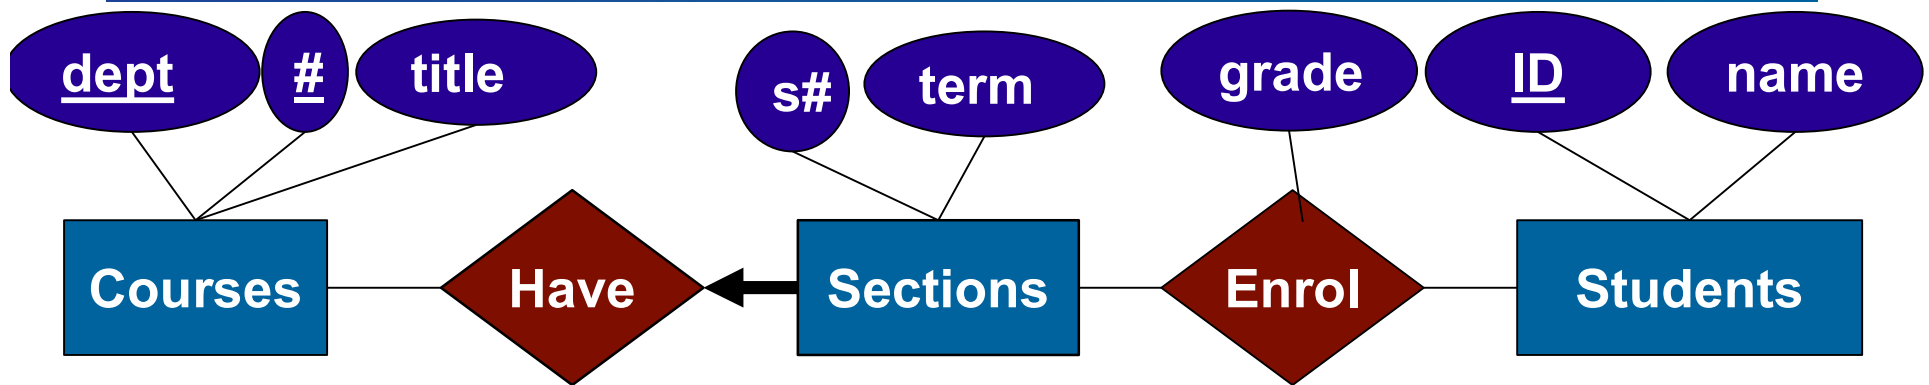 dept # title s# term grade ID name
Courses Have Sections Enrol Students